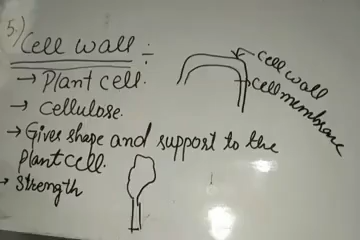 5.) Cell wall ÷
→ Plant cell.
→ cellulose.
→ Gives shape and support to the
Plant cell.
→ Strength
cell wall
cell membrane